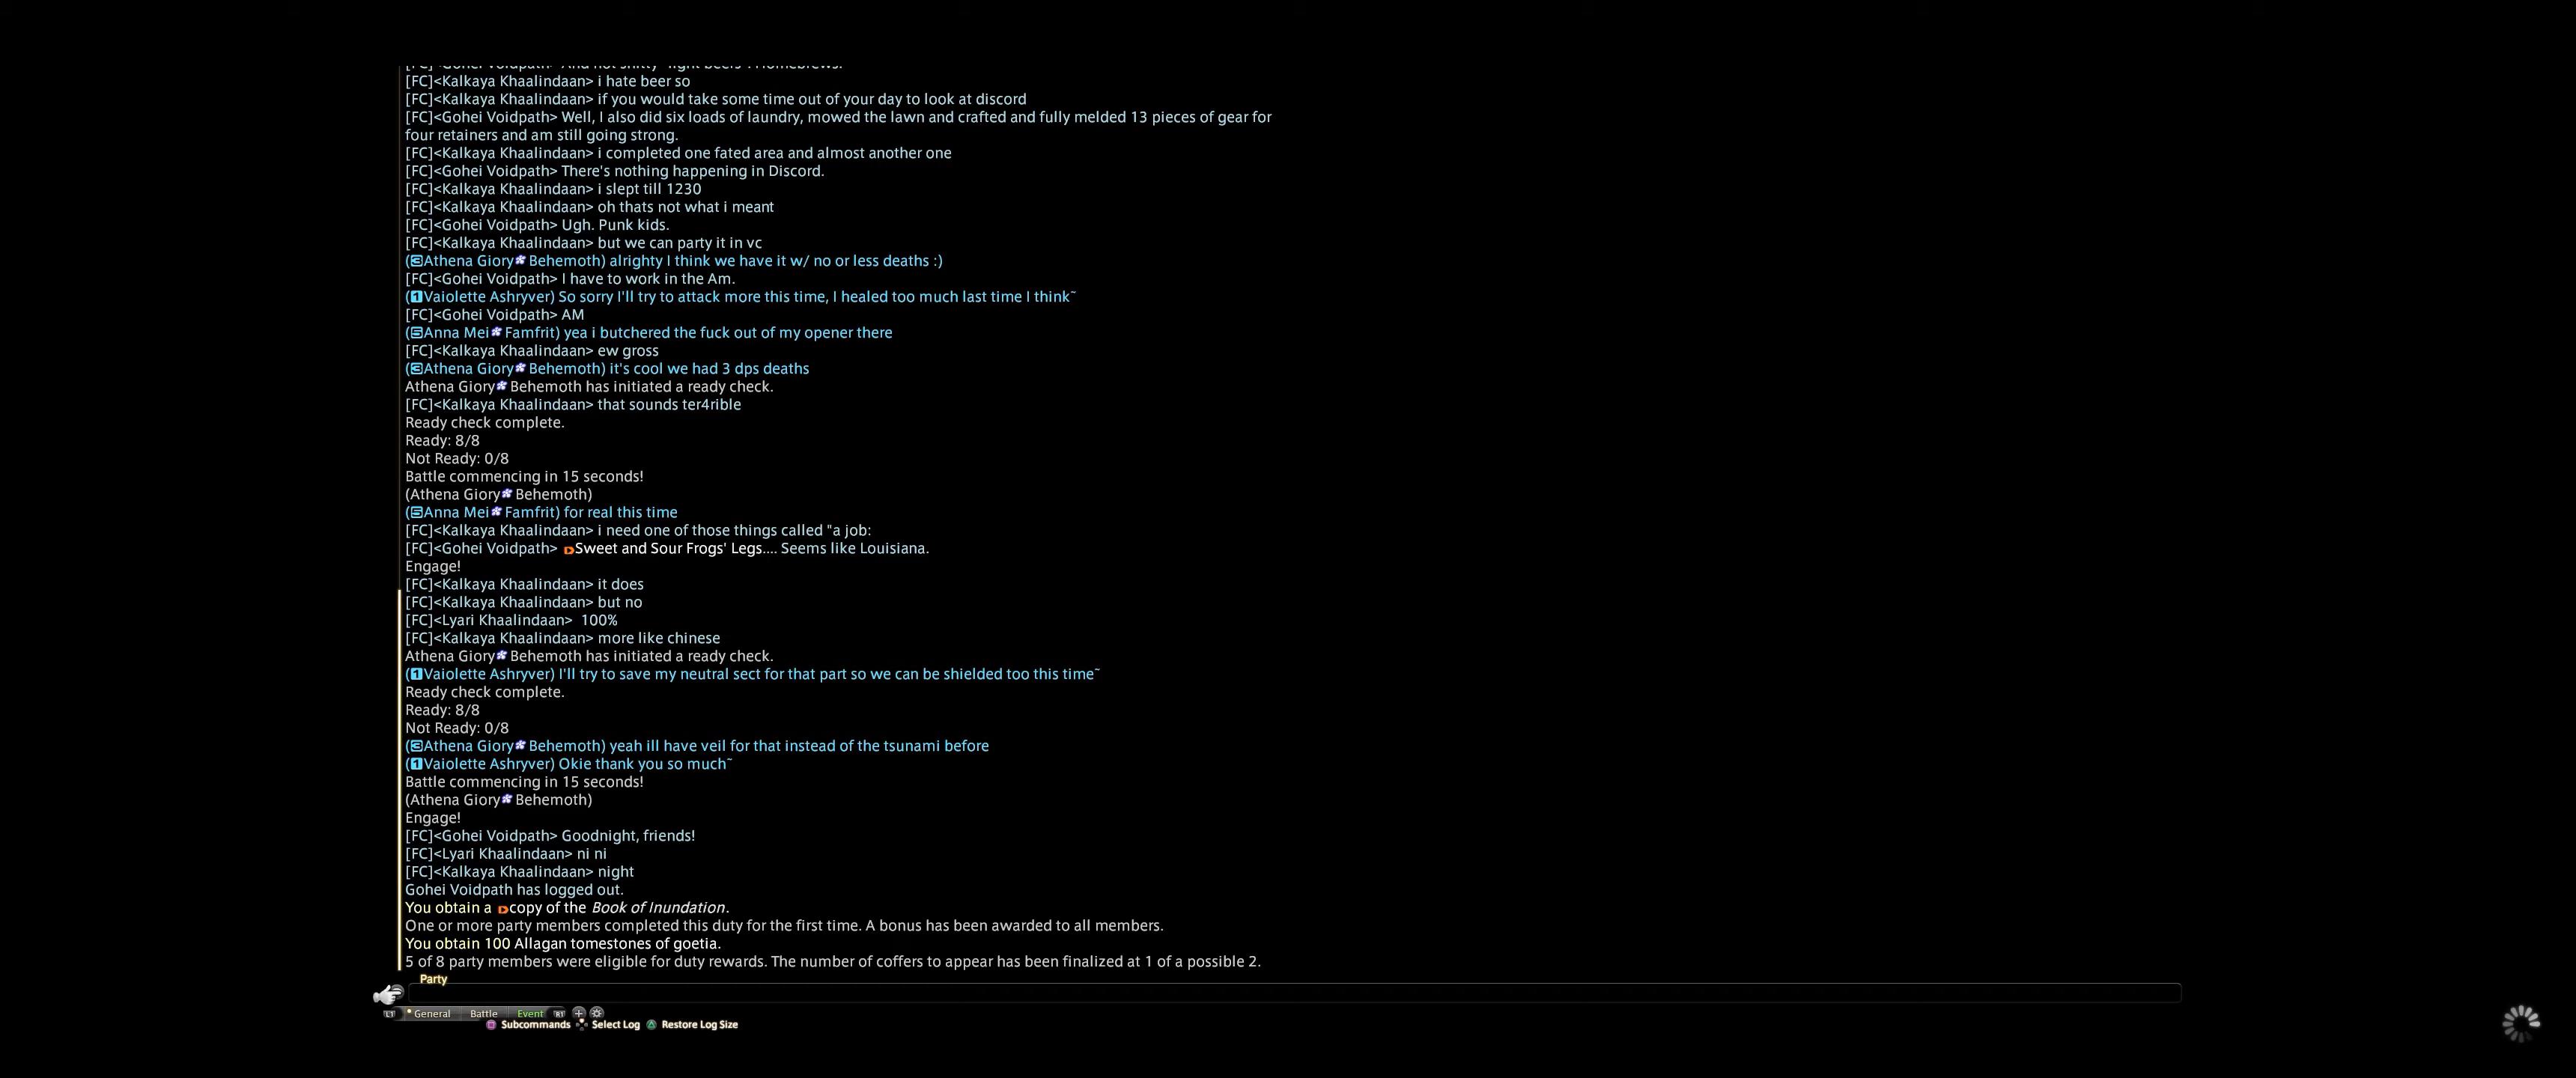 [FC]<Gohei Voidpath> And not shitty "light beers". Homebrews.
[FC]<Kalkaya Khaalindaan> i hate beer so
[FC]<Kalkaya Khaalindaan> if you would take some time out of your day to look at discord
[FC]<Gohei Voidpath> Well, I also did six loads of laundry, mowed the lawn and crafted and fully melded 13 pieces of gear for
four retainers and am still going strong.
[FC]<Kalkaya Khaalindaan> i completed one fated area and almost another one
[FC]<Gohei Voidpath> There's nothing happening in Discord.
[FC]<Kalkaya Khaalindaan> i slept till 1230
[FC]<Kalkaya Khaalindaan> oh thats not what i meant
[FC]<Gohei Voidpath> Ugh. Punk kids.
[FC]<Kalkaya Khaalindaan> but we can party it in vc
(3Athena Giory Behemoth) alrighty I think we have it w/ no or less deaths :)
[FC]<Gohei Voidpath> I have to work in the Am.
(1Vaiolette Ashryver) So sorry I'll try to attack more this time, I healed too much last time I think~
[FC]<Gohei Voidpath> AM
(5Anna Mei Famfrit) yea i butchered the fuck out of my opener there
[FC]<Kalkaya Khaalindaan> ew gross
(3Athena Giory Behemoth) it's cool we had 3 dps deaths
Athena Giory Behemoth has initiated a ready check.
[FC]<Kalkaya Khaalindaan> that sounds ter4rible
Ready check complete.
Ready: 8/8
Not Ready: 0/8
Battle commencing in 15 seconds!
(Athena Giory Behemoth)
(5Anna Mei Famfrit) for real this time
[FC]<Kalkaya Khaalindaan> i need one of those things called "a job:
[FC]<Gohei Voidpath> Sweet and Sour Frogs' Legs.... Seems like Louisiana.
Engage!
[FC]<Kalkaya Khaalindaan> it does
[FC]<Kalkaya Khaalindaan> but no
[FC]<Lyari Khaalindaan> 100%
[FC]<Kalkaya Khaalindaan> more like chinese
Athena Giory Behemoth has initiated a ready check.
(1Vaiolette Ashryver) I'll try to save my neutral sect for that part so we can be shielded too this time~
Ready check complete.
Ready: 8/8
Not Ready: 0/8
(3Athena Giory Behemoth) yeah ill have veil for that instead of the tsunami before
(1Vaiolette Ashryver) Okie thank you so much~
Battle commencing in 15 seconds!
(Athena Giory Behemoth)
Engage!
[FC]<Gohei Voidpath> Goodnight, friends!
[FC]<Lyari Khaalindaan> ni ni
[FC]<Kalkaya Khaalindaan> night
Gohei Voidpath has logged out.
You obtain a copy of the Book of Inundation.
One or more party members completed this duty for the first time. A bonus has been awarded to all members.
You obtain 100 Allagan tomestones of goetia.
5 of 8 party members were eligible for duty rewards. The number of coffers to appear has been finalized at 1 of a possible 2.
Party
L1 General Battle Event R1
Subcommands Select Log Restore Log Size